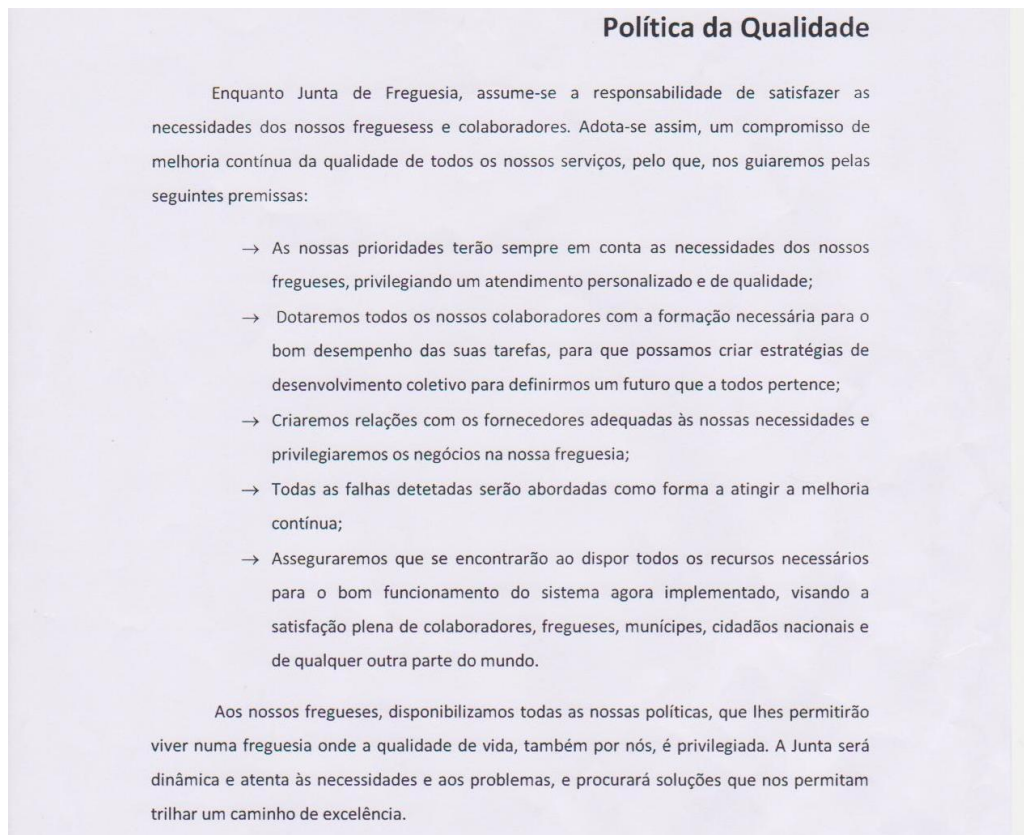 Política da Qualidade
Enquanto Junta de Freguesia, assume-se a responsabilidade de satisfazer as
necessidades dos nossos freguesess e colaboradores. Adota-se assim, um compromisso de
melhoria contínua da qualidade de todos os nossos serviços, pelo que, nos guiaremos pelas
seguintes premissas:
→ As nossas prioridades terão sempre em conta as necessidades dos nossos
fregueses, privilegiando um atendimento personalizado e de qualidade;
→ Dotaremos todos os nossos colaboradores com a formação necessária para o
bom desempenho das suas tarefas, para que possamos criar estratégias de
desenvolvimento coletivo para definirmos um futuro que a todos pertence;
→ Criaremos relações com os fornecedores adequadas às nossas necessidades e
privilegiaremos os negócios na nossa freguesia;
→ Todas as falhas detetadas serão abordadas como forma a atingir a melhoria
contínua;
→ Asseguraremos que se encontrarão ao dispor todos os recursos necessários
para o bom funcionamento do sistema agora implementado, visando a
satisfação plena de colaboradores, fregueses, munícipes, cidadãos nacionais e
de qualquer outra parte do mundo.
Aos nossos fregueses, disponibilizamos todas as nossas políticas, que lhes permitirão
viver numa freguesia onde a qualidade de vida, também por nós, é privilegiada. A Junta será
dinâmica e atenta às necessidades e aos problemas, e procurará soluções que nos permitam
trilhar um caminho de excelência.